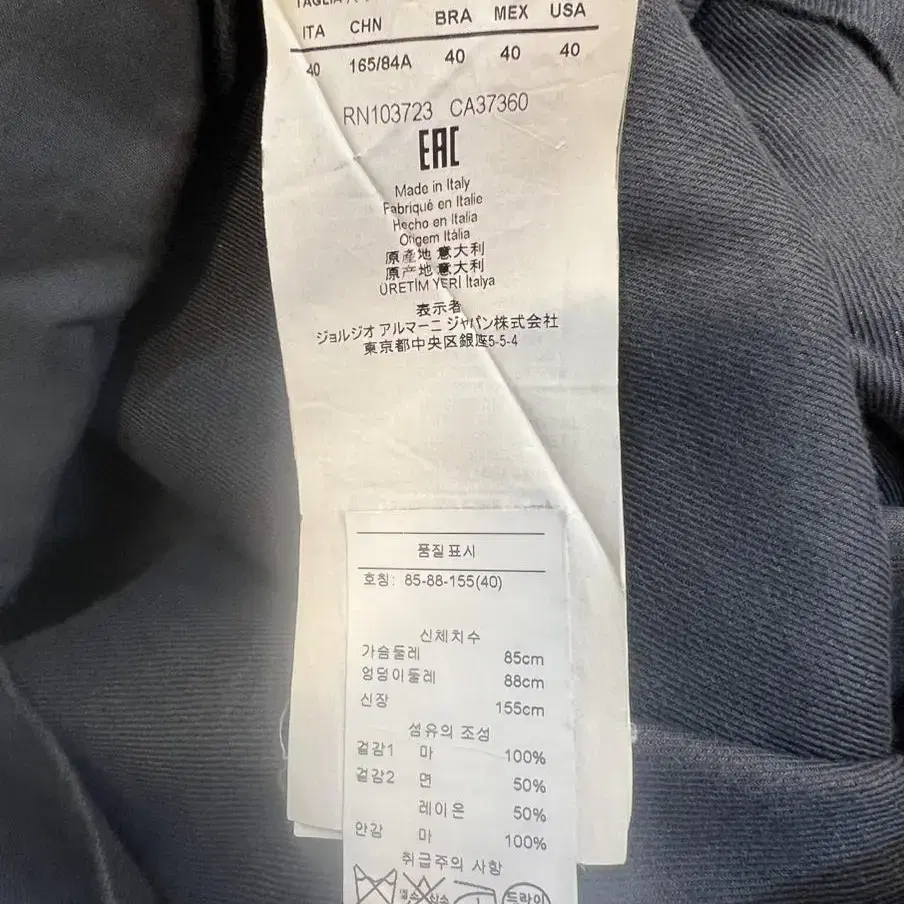 TAGLIA
ITA CHN BRA MEX USA
40 165/84A 40 40 40
RN103723 CA37360
EAC
Made in Italy
Fabriqué en Italie
Hecho en Italia
Origem Itália
原產地 意大利
原产地 意大利
ÜRETİM YERİ İtalya
表示者
ジョルジオ アルマーニ ジャパン株式会社
東京都中央区銀座5-5-4
품질표시
호칭: 85-88-155(40)
신체치수
가슴둘레 85cm
엉덩이둘레 88cm
신장 155cm
섬유의 조성
겉감1 마 100%
겉감2 면 50%
레이온 50%
안감 마 100%
취급주의 사항
드라이